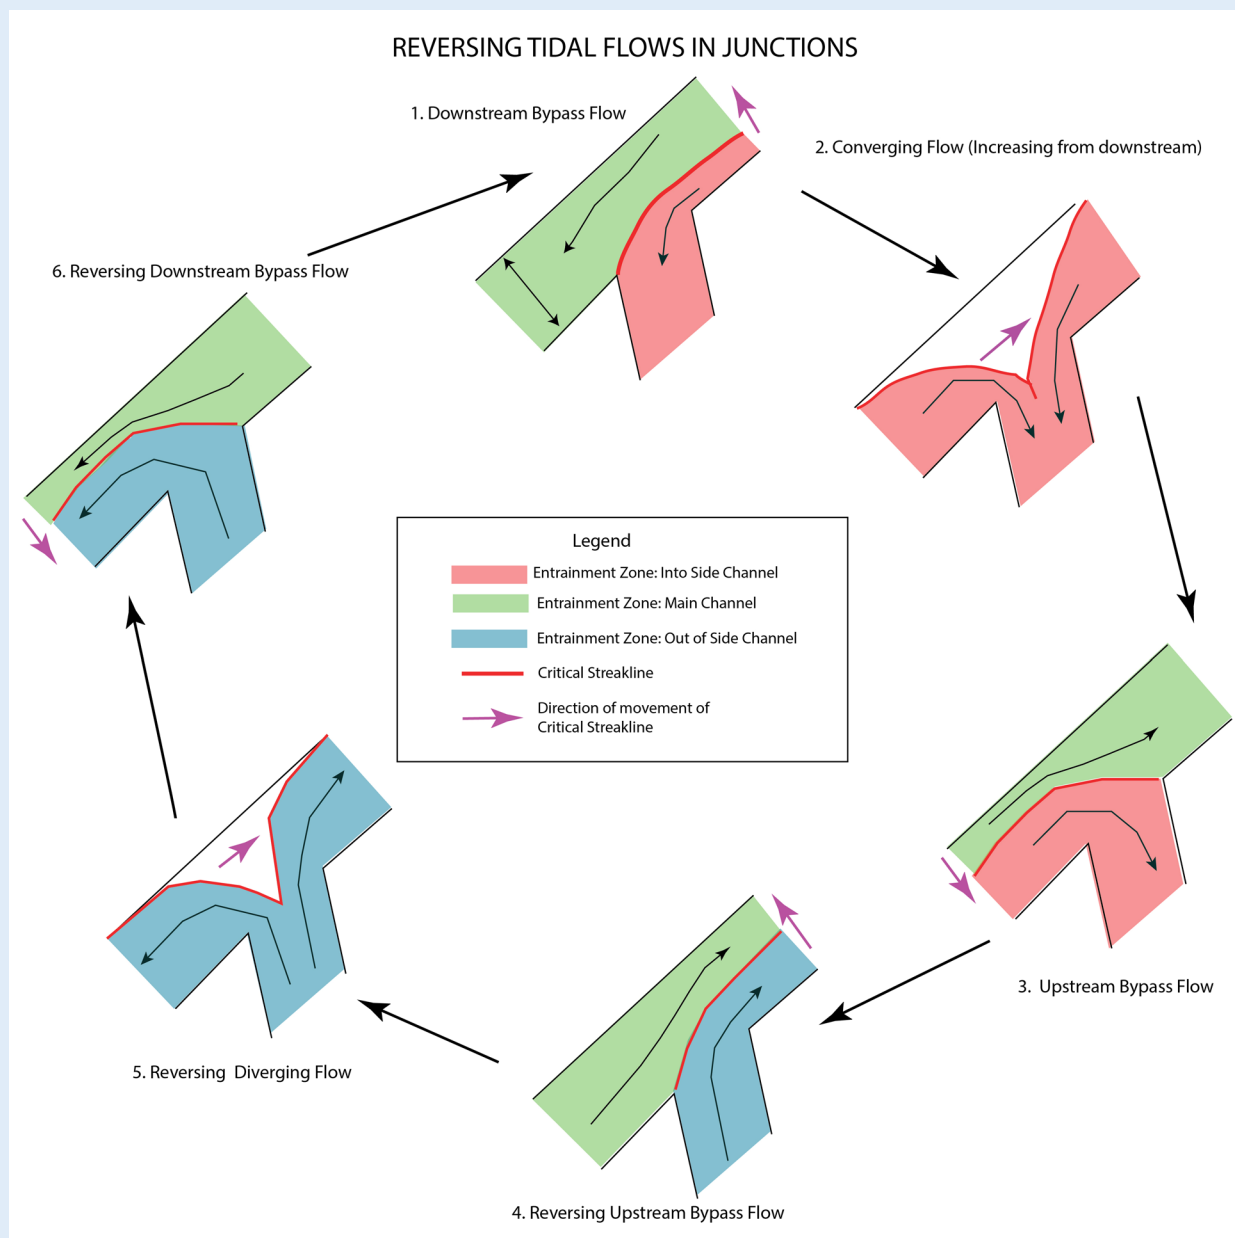 REVERSING TIDAL FLOWS IN JUNCTIONS
1. Downstream Bypass Flow
2. Converging Flow (Increasing from downstream)
6. Reversing Downstream Bypass Flow
Legend
Entrainment Zone: Into Side Channel
Entrainment Zone: Main Channel
Entrainment Zone: Out of Side Channel
Critical Streakline
Direction of movement of
Critical Streakline
3. Upstream Bypass Flow
5. Reversing Diverging Flow
4. Reversing Upstream Bypass Flow